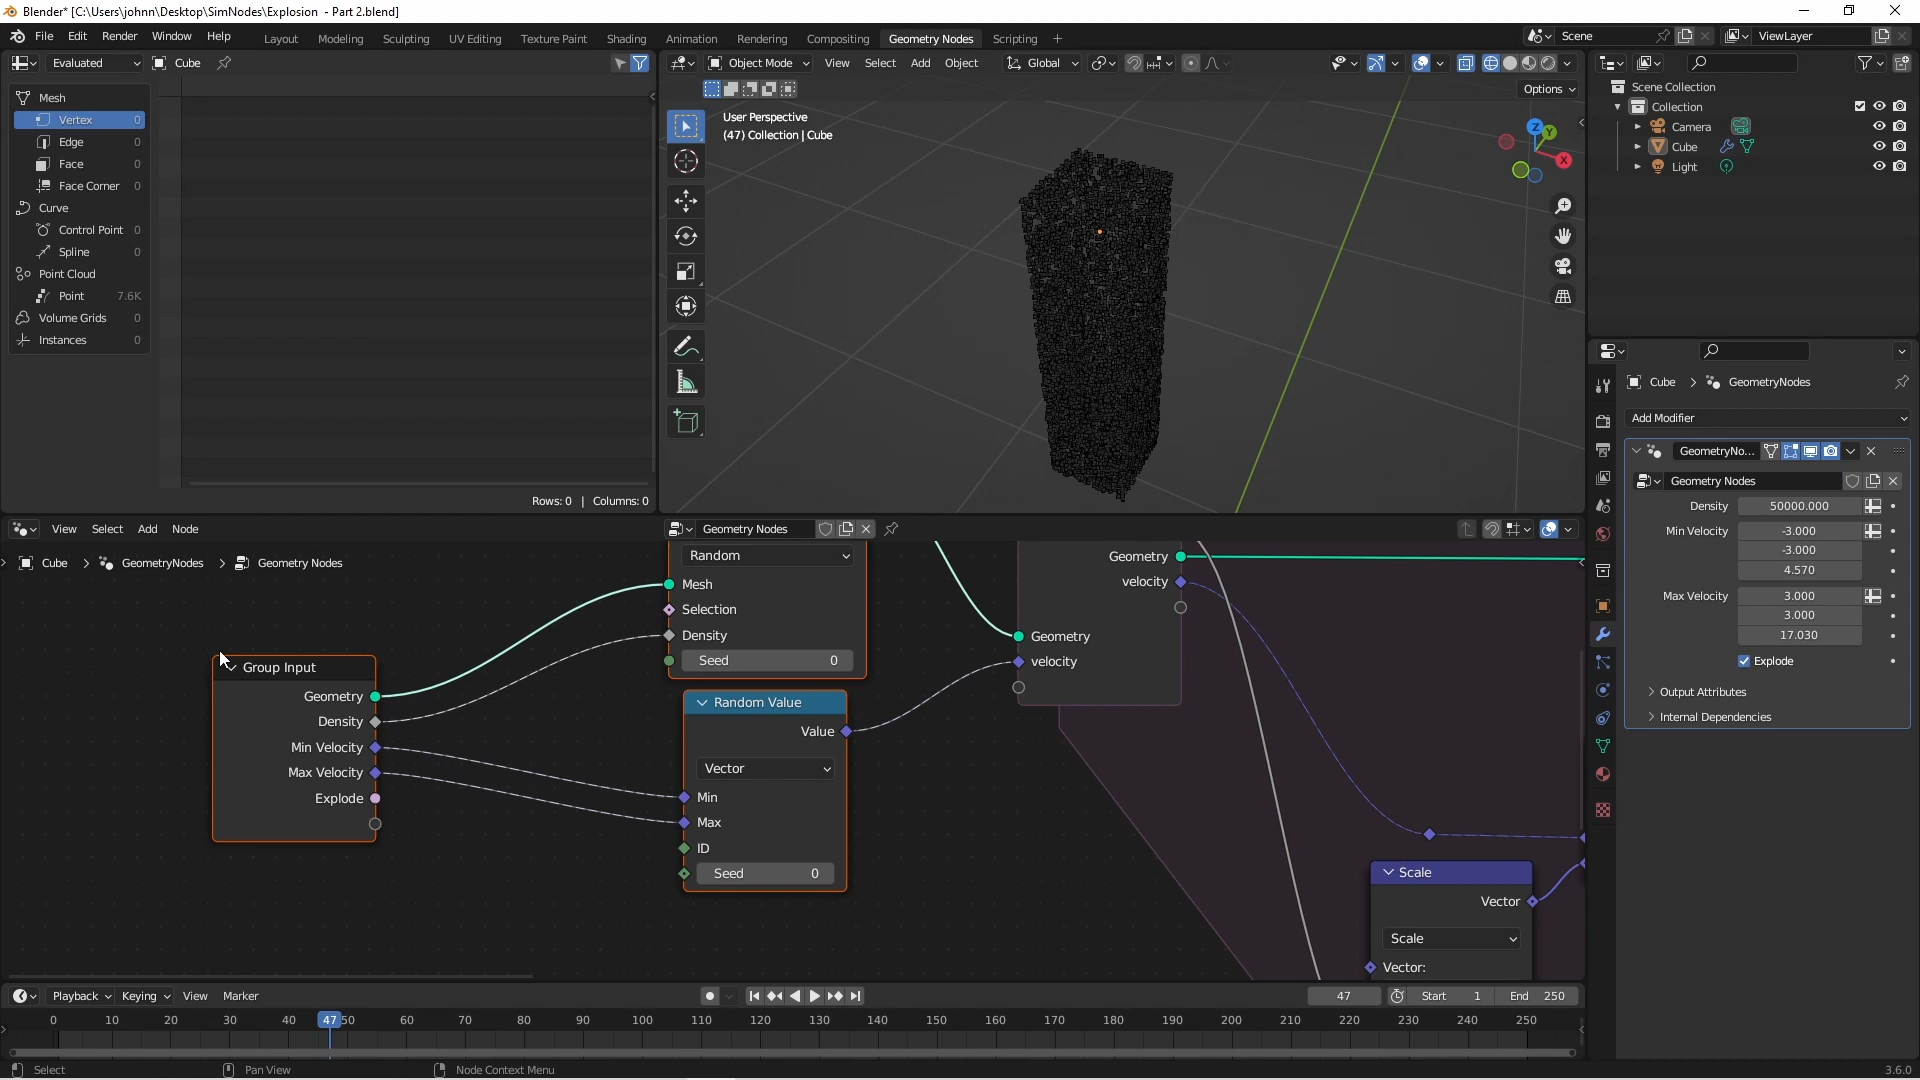 Blender* [C:\Users\johnn\Desktop\SimNodes\Explosion - Part 2.blend]
File Edit Render Window Help Layout Modeling Sculpting UV Editing Texture Paint Shading Animation Rendering Compositing Geometry Nodes Scripting + Scene ViewLayer
Evaluated Cube
Object Mode View Select Add Object Global
Options
Mesh
Vertex 0
Edge 0
Face 0
Face Corner 0
Curve
Control Point 0
Spline 0
Point Cloud
Point 7.6K
Volume Grids 0
Instances 0
Rows: 0 | Columns: 0
User Perspective
(47) Collection | Cube
Z
Y
X
Scene Collection
Collection
Camera
Cube
Light
Cube > GeometryNodes
Add Modifier
GeometryNo...
Geometry Nodes
Density 50000.000
Min Velocity -3.000
-3.000
4.570
Max Velocity 3.000
3.000
17.030
Explode
Output Attributes
Internal Dependencies
View Select Add Node Geometry Nodes
Cube > GeometryNodes > Geometry Nodes
Group Input
Geometry
Density
Min Velocity
Max Velocity
Explode
Random
Mesh
Selection
Density
Seed 0
Random Value
Value
Vector
Min
Max
ID
Seed 0
Geometry
velocity
Geometry
velocity
Scale
Vector
Scale
Vector:
Playback Keying View Marker 47 Start 1 End 250
0 10 20 30 40 47 50 60 70 80 90 100 110 120 130 140 150 160 170 180 190 200 210 220 230 240 250
Select Pan View Node Context Menu 3.6.0